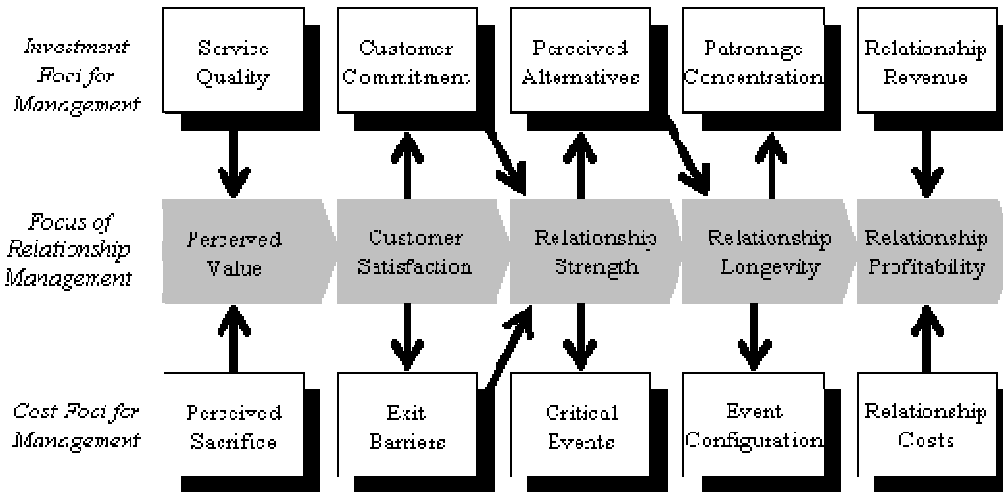 Investment
Foci for
Management
Service
Quality
Customer
Commitment
Perceived
Alternatives
Patronage
Concentration
Relationship
Revenue
Focus of
Relationship
Management
Perceived
Value
Customer
Satisfaction
Relationship
Strength
Relationship
Longevity
Relationship
Profitability
Cost Foci for
Management
Perceived
Sacrifice
Exit
Barriers
Critical
Events
Event
Configuration
Relationship
Costs